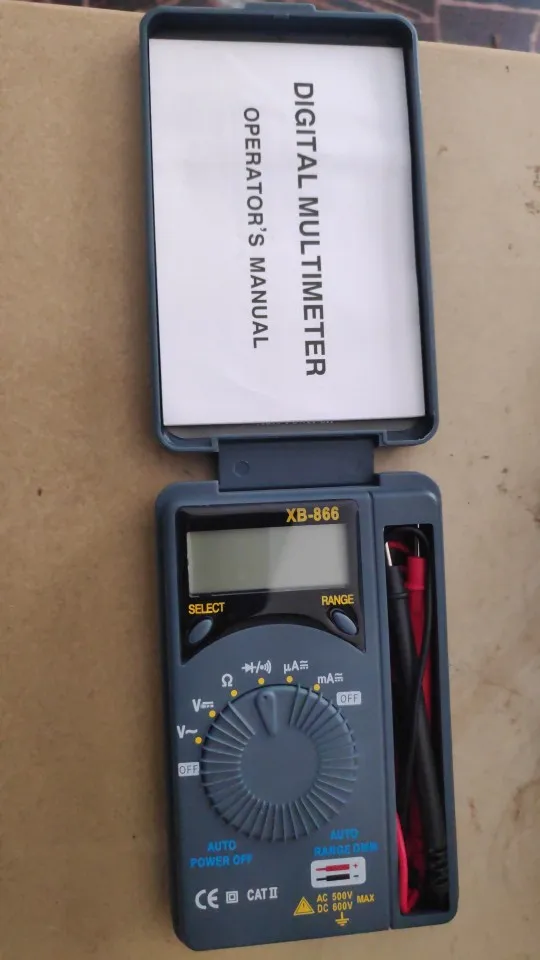 DIGITAL MULTIMETER
OPERATOR'S MANUAL
XB-866
SELECT
RANGE
Ω
µA
mA
OFF
V
V~
OFF
AUTO
POWER OFF
AUTO
RANGE DMM
+
-
CE
CAT II
AC 500V
DC 600V
MAX